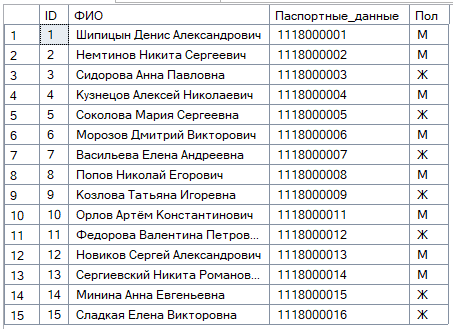 ID ФИО Паспортные_данные Пол
1 1 Шипицын Денис Александрович 1118000001 М
2 2 Немтинов Никита Сергеевич 1118000002 М
3 3 Сидорова Анна Павловна 1118000003 Ж
4 4 Кузнецов Алексей Николаевич 1118000004 М
5 5 Соколова Мария Сергеевна 1118000005 Ж
6 6 Морозов Дмитрий Викторович 1118000006 М
7 7 Васильева Елена Андреевна 1118000007 Ж
8 8 Попов Николай Егорович 1118000008 М
9 9 Козлова Татьяна Игоревна 1118000009 Ж
10 10 Орлов Артём Константинович 1118000011 М
11 11 Федорова Валентина Петров... 1118000012 Ж
12 12 Новиков Сергей Александрович 1118000013 М
13 13 Сергиевский Никита Романов... 1118000014 М
14 14 Минина Анна Евгеньевна 1118000015 Ж
15 15 Сладкая Елена Викторовна 1118000016 Ж